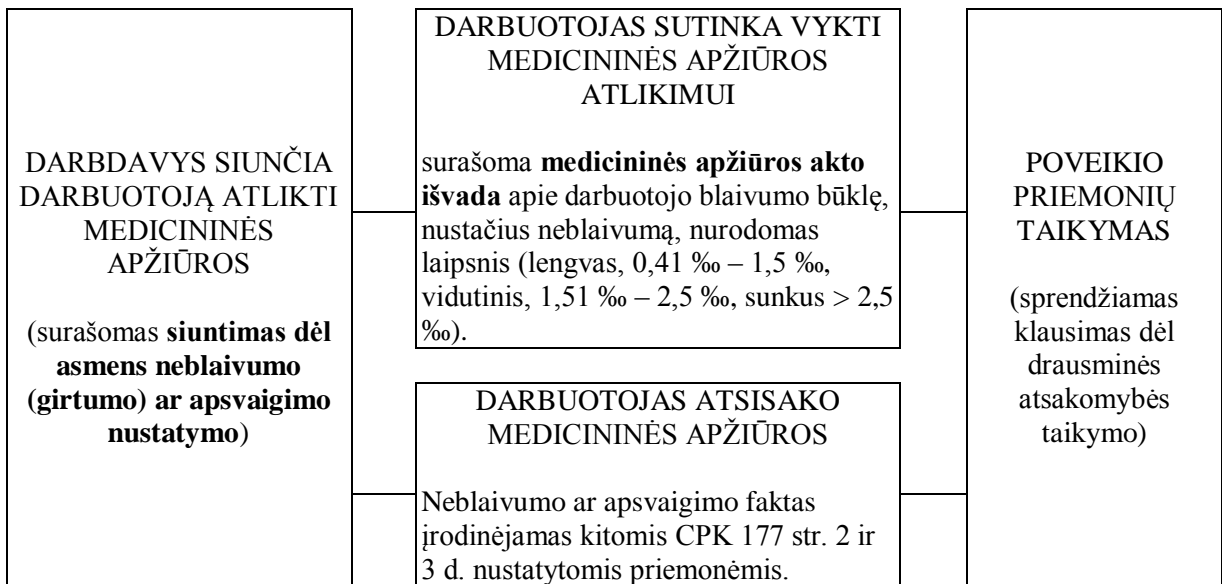 DARBDAVYS SIUNČIA
DARBUOTOJĄ ATLIKTI
MEDICININĖS
APŽIŪROS
(surašomas siuntimas dėl
asmens neblaivumo
(girtumo) ar apsvaigimo
nustatymo)
DARBUOTOJAS SUTINKA VYKTI
MEDICININĖS APŽIŪROS
ATLIKIMUI
surašoma medicininės apžiūros akto
išvada apie darbuotojo blaivumo būklę,
nustačius neblaivumą, nurodomas
laipsnis (lengvas, 0,41 ‰ – 1,5 ‰,
vidutinis, 1,51 ‰ – 2,5 ‰, sunkus > 2,5
‰).
DARBUOTOJAS ATSISAKO
MEDICININĖS APŽIŪROS
Neblaivumo ar apsvaigimo faktas
įrodinėjamas kitomis CPK 177 str. 2 ir
3 d. nustatytomis priemonėmis.
POVEIKIO
PRIEMONIŲ
TAIKYMAS
(sprendžiamas
klausimas dėl
drausminės
atsakomybės
taikymo)